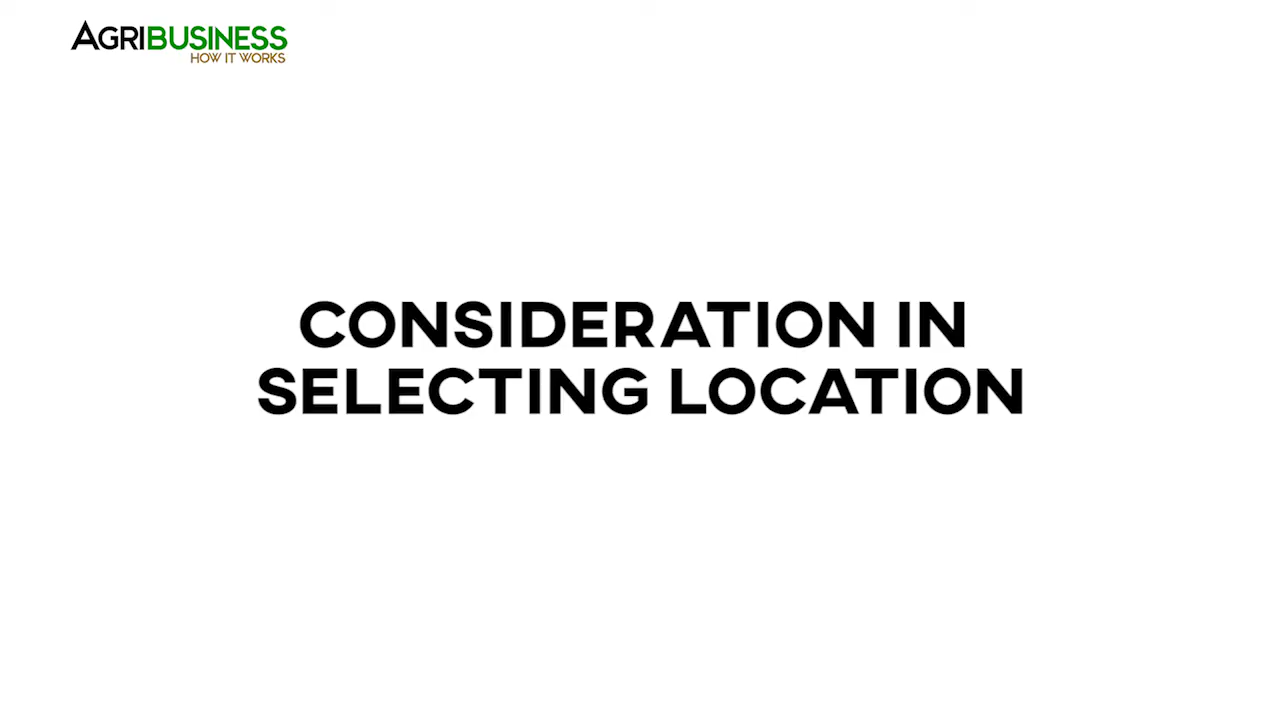 AGRIBUSINESS
HOW IT WORKS
CONSIDERATION IN
SELECTING LOCATION